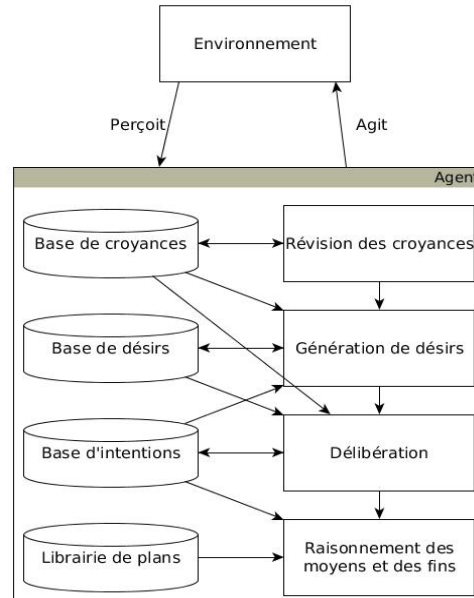 Environnement
Perçoit
Agit
Agent
Base de croyances
Révision des croyances
Base de désirs
Génération de désirs
Base d'intentions
Délibération
Librairie de plans
Raisonnement des
moyens et des fins